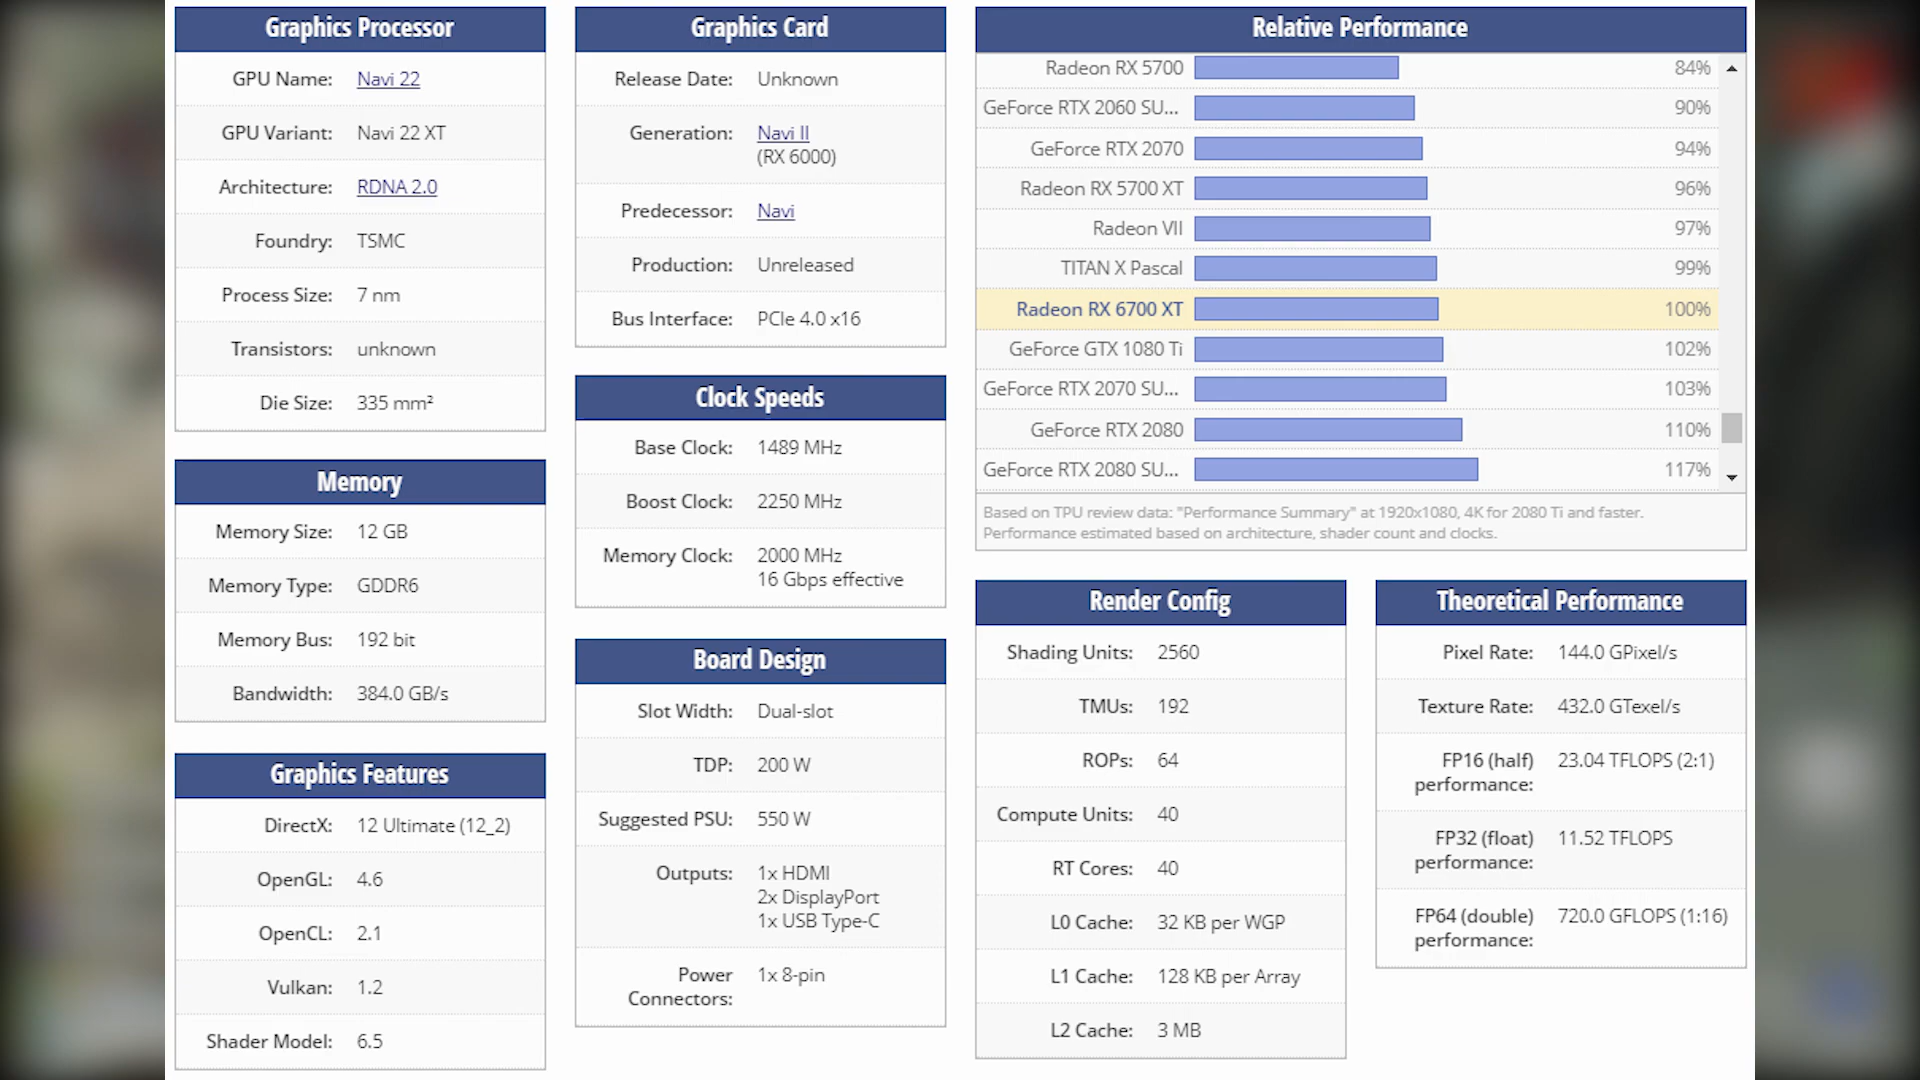 Graphics Processor
GPU Name: Navi 22
GPU Variant: Navi 22 XT
Architecture: RDNA 2.0
Foundry: TSMC
Process Size: 7 nm
Transistors: unknown
Die Size: 335 mm²
Memory
Memory Size: 12 GB
Memory Type: GDDR6
Memory Bus: 192 bit
Bandwidth: 384.0 GB/s
Graphics Features
DirectX: 12 Ultimate (12_2)
OpenGL: 4.6
OpenCL: 2.1
Vulkan: 1.2
Shader Model: 6.5
Graphics Card
Release Date: Unknown
Generation: Navi II
(RX 6000)
Predecessor: Navi
Production: Unreleased
Bus Interface: PCIe 4.0 x16
Clock Speeds
Base Clock: 1489 MHz
Boost Clock: 2250 MHz
Memory Clock: 2000 MHz
16 Gbps effective
Board Design
Slot Width: Dual-slot
TDP: 200 W
Suggested PSU: 550 W
Outputs: 1x HDMI
2x DisplayPort
1x USB Type-C
Power 1x 8-pin
Connectors:
Relative Performance
Radeon RX 5700 84%
GeForce RTX 2060 SU... 90%
GeForce RTX 2070 94%
Radeon RX 5700 XT 96%
Radeon VII 97%
TITAN X Pascal 99%
Radeon RX 6700 XT 100%
GeForce GTX 1080 Ti 102%
GeForce RTX 2070 SU... 103%
GeForce RTX 2080 110%
GeForce RTX 2080 SU... 117%
Based on TPU review data: "Performance Summary" at 1920x1080, 4K for 2080 Ti and faster.
Performance estimated based on architecture, shader count and clocks.
Render Config
Shading Units: 2560
TMUs: 192
ROPs: 64
Compute Units: 40
RT Cores: 40
L0 Cache: 32 KB per WGP
L1 Cache: 128 KB per Array
L2 Cache: 3 MB
Theoretical Performance
Pixel Rate: 144.0 GPixel/s
Texture Rate: 432.0 GTexel/s
FP16 (half) 23.04 TFLOPS (2:1)
performance:
FP32 (float) 11.52 TFLOPS
performance:
FP64 (double) 720.0 GFLOPS (1:16)
performance: